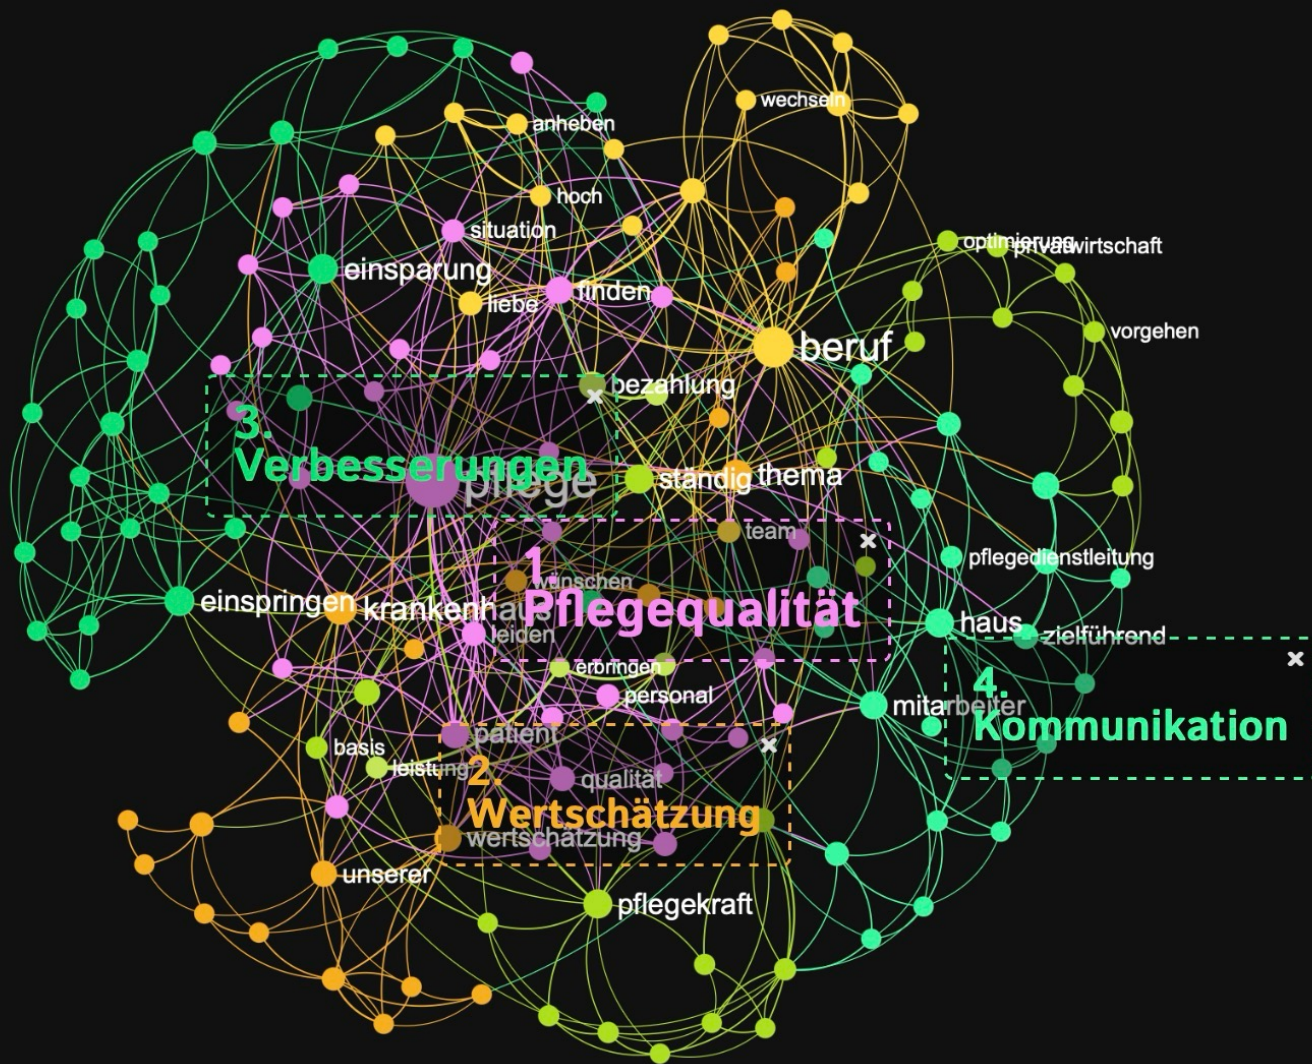 wechseln
anheben
hoch
situation
optimierung
privatwirtschaft
einsparung
finden
liebe
vorgehen
beruf
bezahlung
×
3.
Verbesserungen
pflege
ständig
thema
team
×
pflegedienstleitung
1.
wünschen
einspringen
krankenhaus
Pflegequalität
haus
leiden
zielführend
erbringen
×
personal
4.
mitarbeiter
Kommunikation
patient
basis
×
leistung
2.
qualität
Wertschätzung
wertschätzung
unserer
pflegekraft